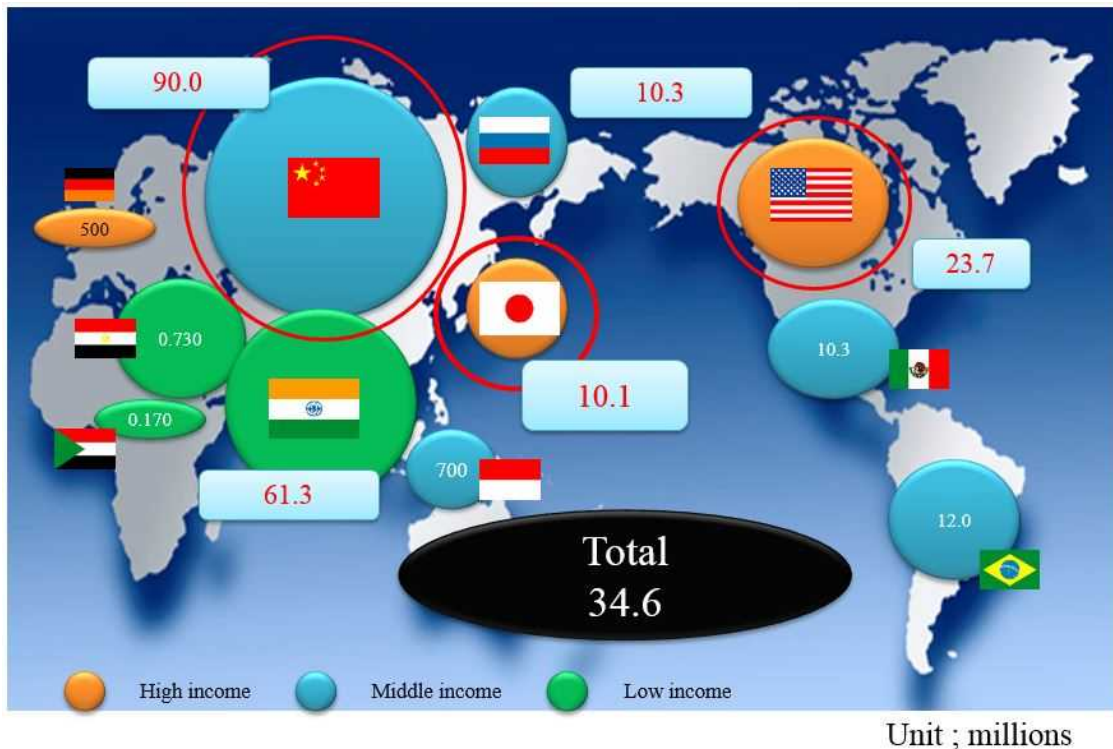 90.0
10.3
500
23.7
0.730
10.3
10.1
0.170
61.3
700
12.0
Total
34.6
High income
Middle income
Low income
Unit ; millions